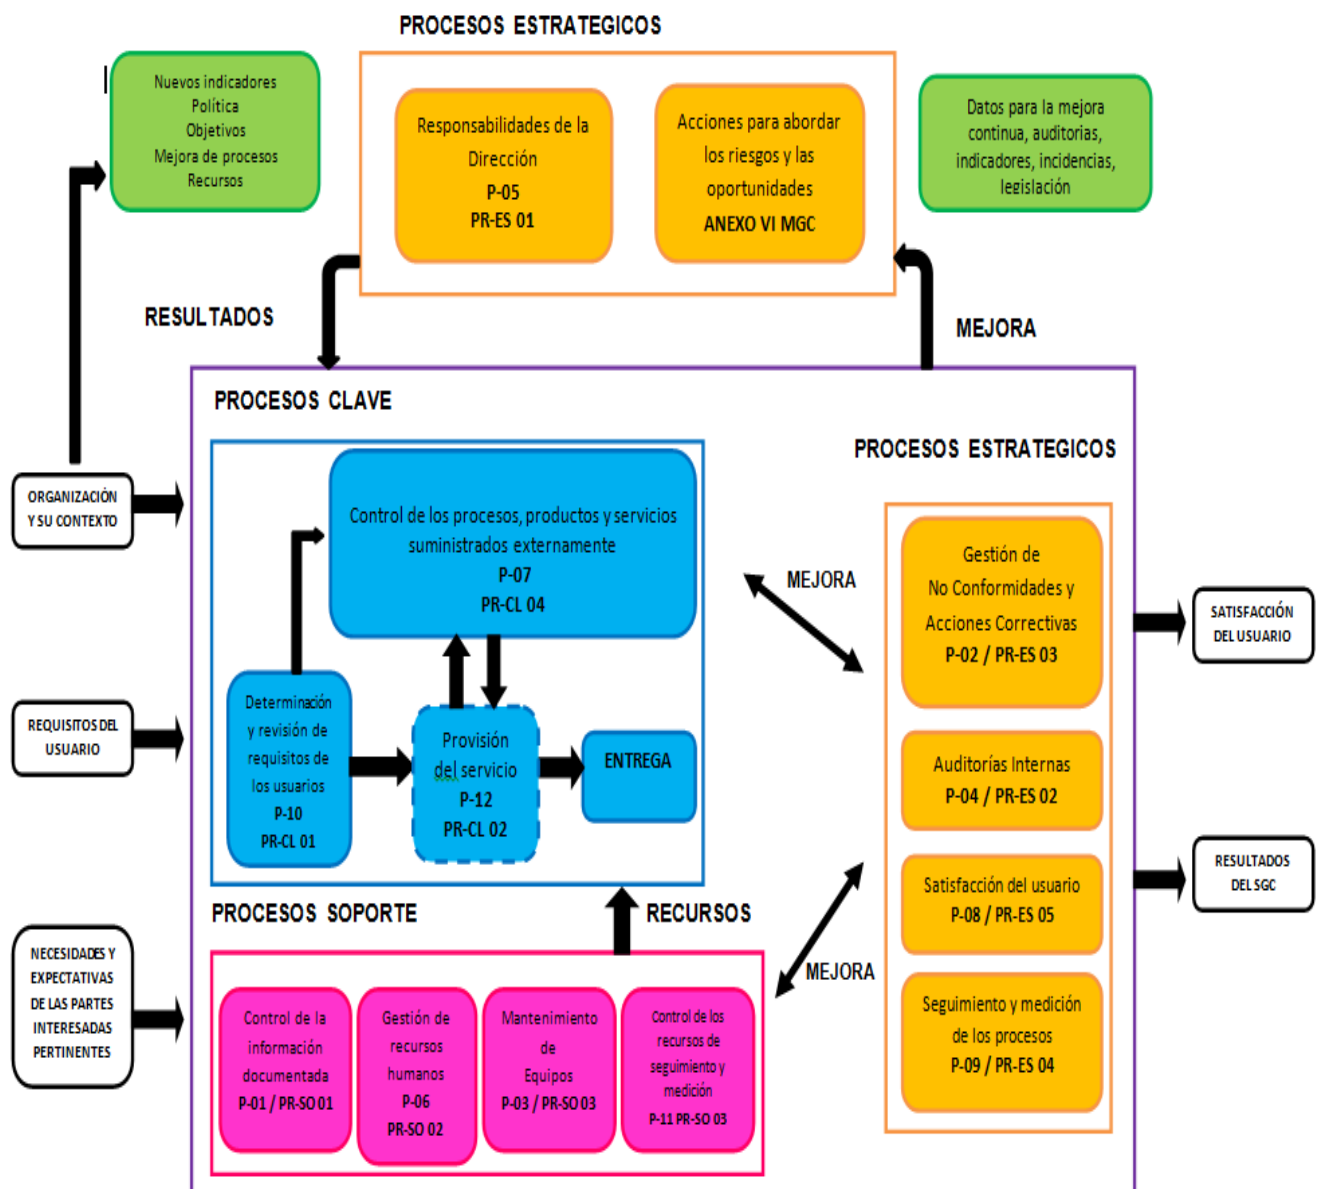 PROCESOS ESTRATEGICOS
Nuevos indicadores
Política
Objetivos
Mejora de procesos
Recursos
Responsabilidades de la
Dirección
P-05
PR-ES 01
Acciones para abordar
los riesgos y las
oportunidades
ANEXO VI MGC
Datos para la mejora
continua, auditorias,
indicadores, incidencias,
legislación
RESULTADOS
MEJORA
PROCESOS CLAVE
PROCESOS ESTRATEGICOS
ORGANIZACIÓN
Y SU CONTEXTO
Control de los procesos, productos y servicios
suministrados externamente
P-07
PR-CL 04
MEJORA
Gestión de
No Conformidades y
Acciones Correctivas
P-02 / PR-ES 03
SATISFACCIÓN
DEL USUARIO
REQUISITOS DEL
USUARIO
Determinación
y revisión de
requisitos de
los usuarios
P-10
PR-CL 01
Provisión
del servicio
P-12
PR-CL 02
ENTREGA
Auditorías Internas
P-04 / PR-ES 02
Satisfacción del usuario
P-08 / PR-ES 05
RESULTADOS
DEL SGC
PROCESOS SOPORTE
RECURSOS
MEJORA
NECESIDADES Y
EXPECTATIVAS
DE LAS PARTES
INTERESADAS
PERTINENTES
Control de la
información
documentada
P-01 / PR-SO 01
Gestión de
recursos
humanos
P-06
PR-SO 02
Mantenimiento
de
Equipos
P-03 / PR-SO 03
Control de los
recursos de
seguimiento y
medición
P-11 PR-SO 03
Seguimiento y medición
de los procesos
P-09 / PR-ES 04